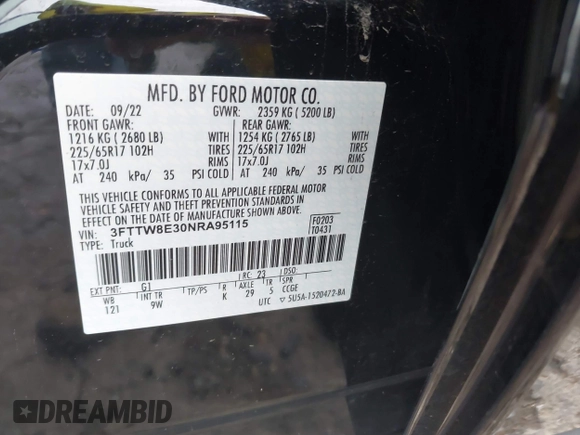 MFD. BY FORD MOTOR CO.
DATE: 09/22 GVWR: 2359 KG ( 5200 LB)
FRONT GAWR: REAR GAWR:
1216 KG ( 2680 LB) WITH 1254 KG ( 2765 LB) WITH
225/65R17 102H TIRES 225/65R17 102H TIRES
17x7.0J RIMS 17x7.0J RIMS
AT 240 kPa/ 35 PSI COLD AT 240 kPa/ 35 PSI COLD
THIS VEHICLE CONFORMS TO ALL APPLICABLE FEDERAL MOTOR
VEHICLE SAFETY AND THEFT PREVENTION STANDARDS IN
EFFECT ON THE DATE OF MANUFACTURE SHOWN ABOVE.
VIN: 3FTTW8E30NRA95115 F0203
TYPE: Truck T0431
EXT PNT: G1 RC: 23 DSO:
WB INT TR TP/PS R AX TR SPR
121 9W K 29 5 CCGE
UTC ▽ 5U5A-1520472-BA
DREAMBID